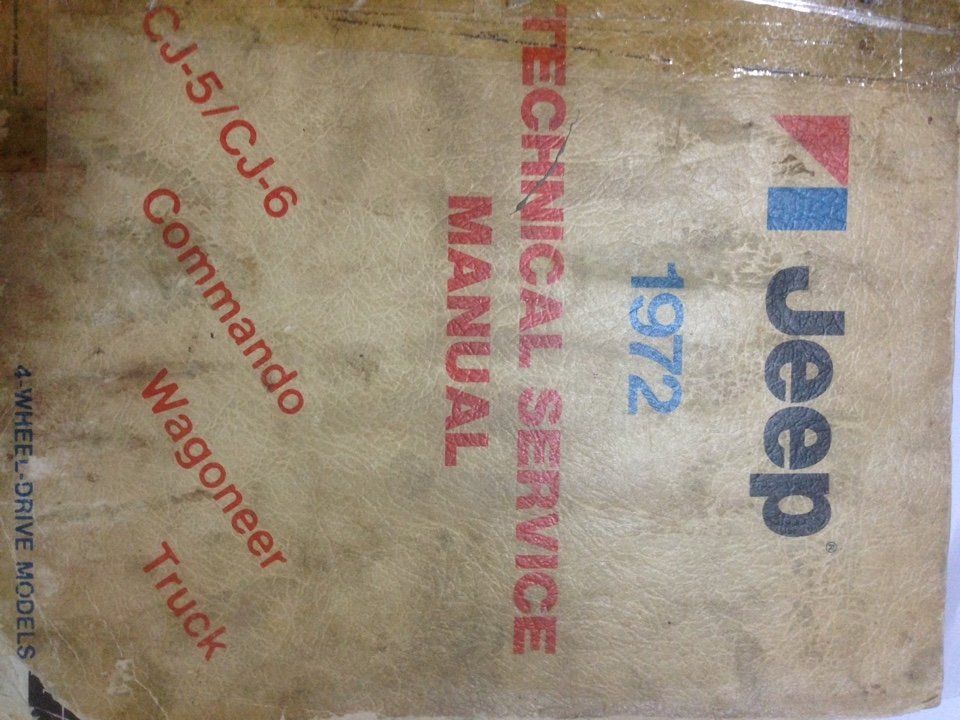 Jeep®
1972
TECHNICAL SERVICE
MANUAL
CJ-5/CJ-6
Commando
Wagoneer
Truck
4-WHEEL-DRIVE MODELS